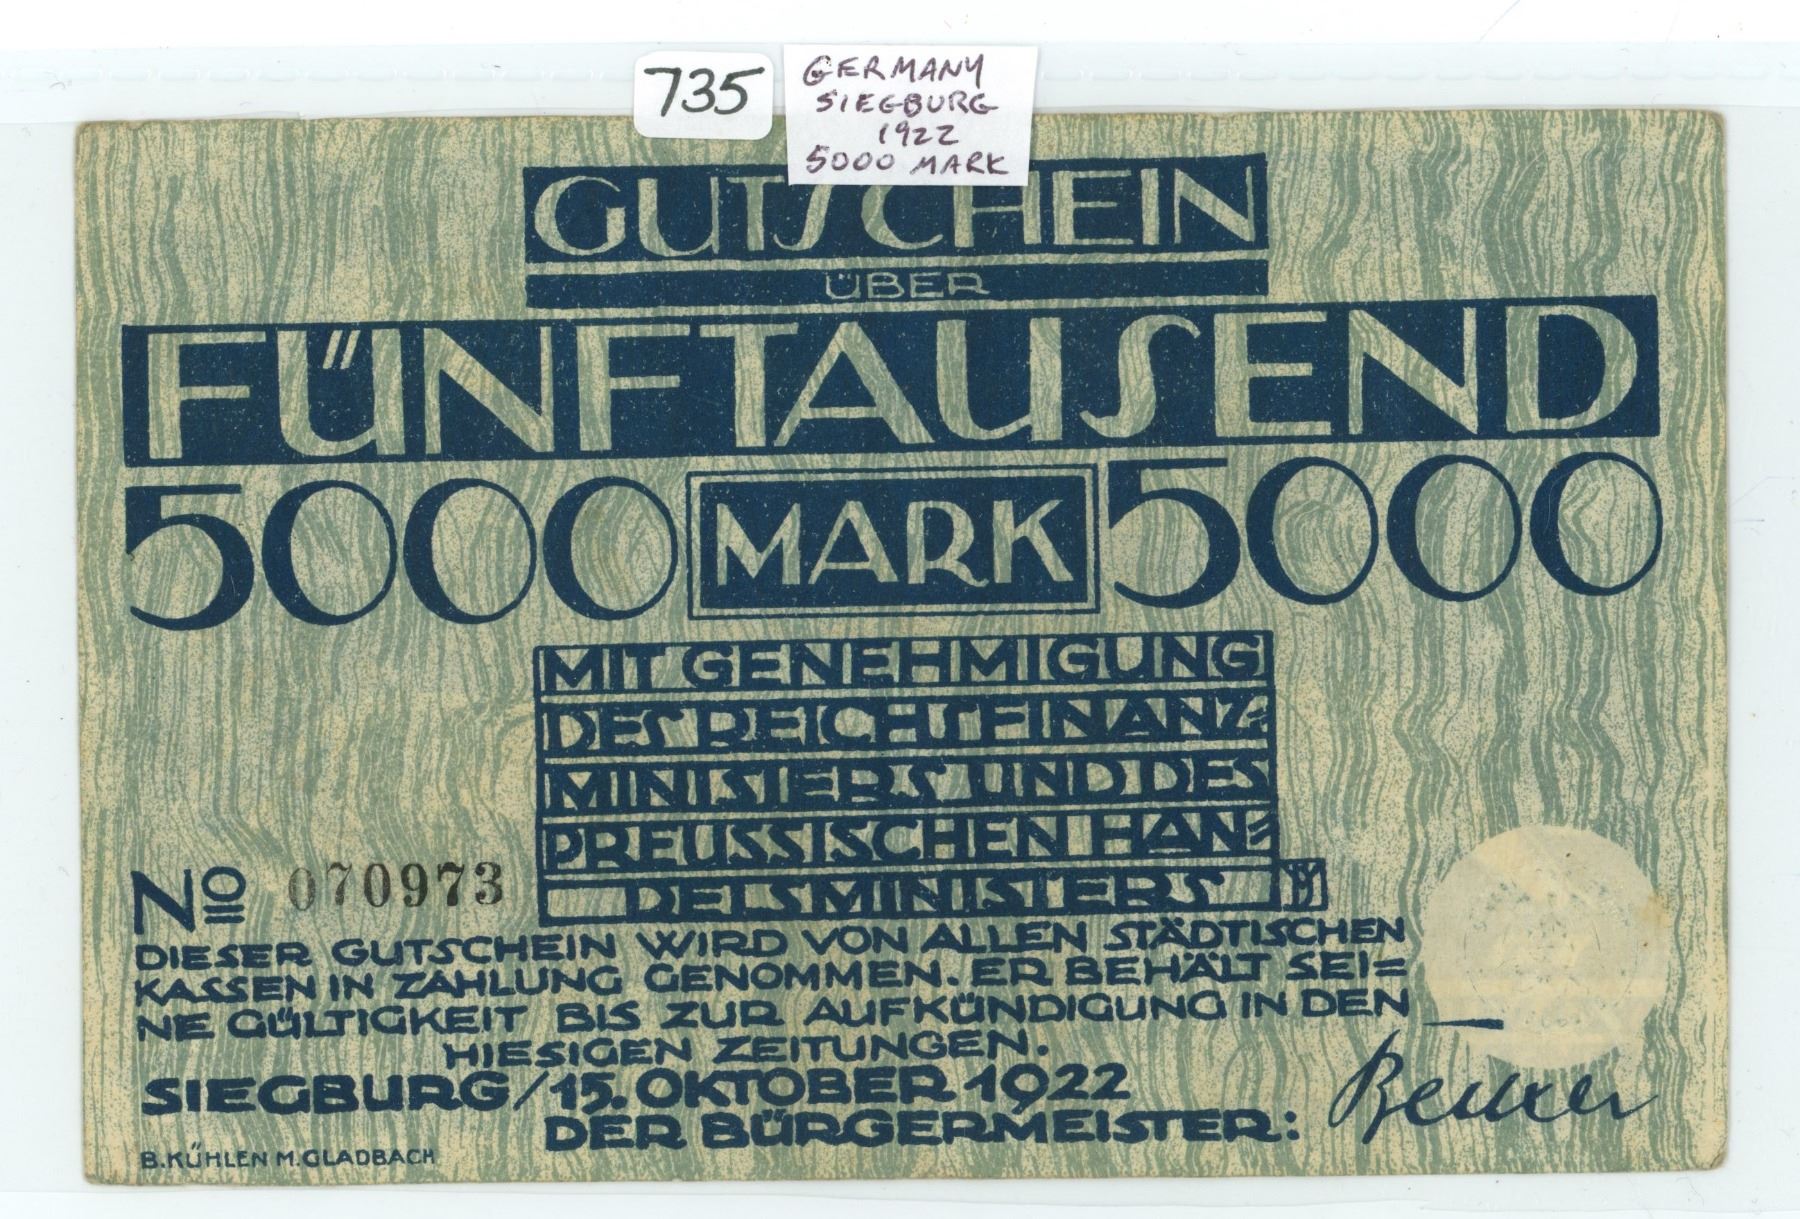 735
GERMANY
SIEGBURG
1922
5000 MARK
GUTSCHEIN
ÜBER
FÜNFTAUSEND
5000 MARK 5000
MIT GENEHMIGUNG
DES REICHSFINANZ=
MINISTERS UND DES
PREUSSISCHEN HAN=
DELSMINISTERS
No 070973
DIESER GUTSCHEIN WIRD VON ALLEN STÄDTISCHEN
KASSEN IN ZAHLUNG GENOMMEN. ER BEHÄLT SEI=
NE GÜLTIGKEIT BIS ZUR AUFKÜNDIGUNG IN DEN
HIESIGEN ZEITUNGEN.
SIEGBURG/15. OKTOBER 1922
DER BÜRGERMEISTER:
B. KÜHLEN M. GLADBACH